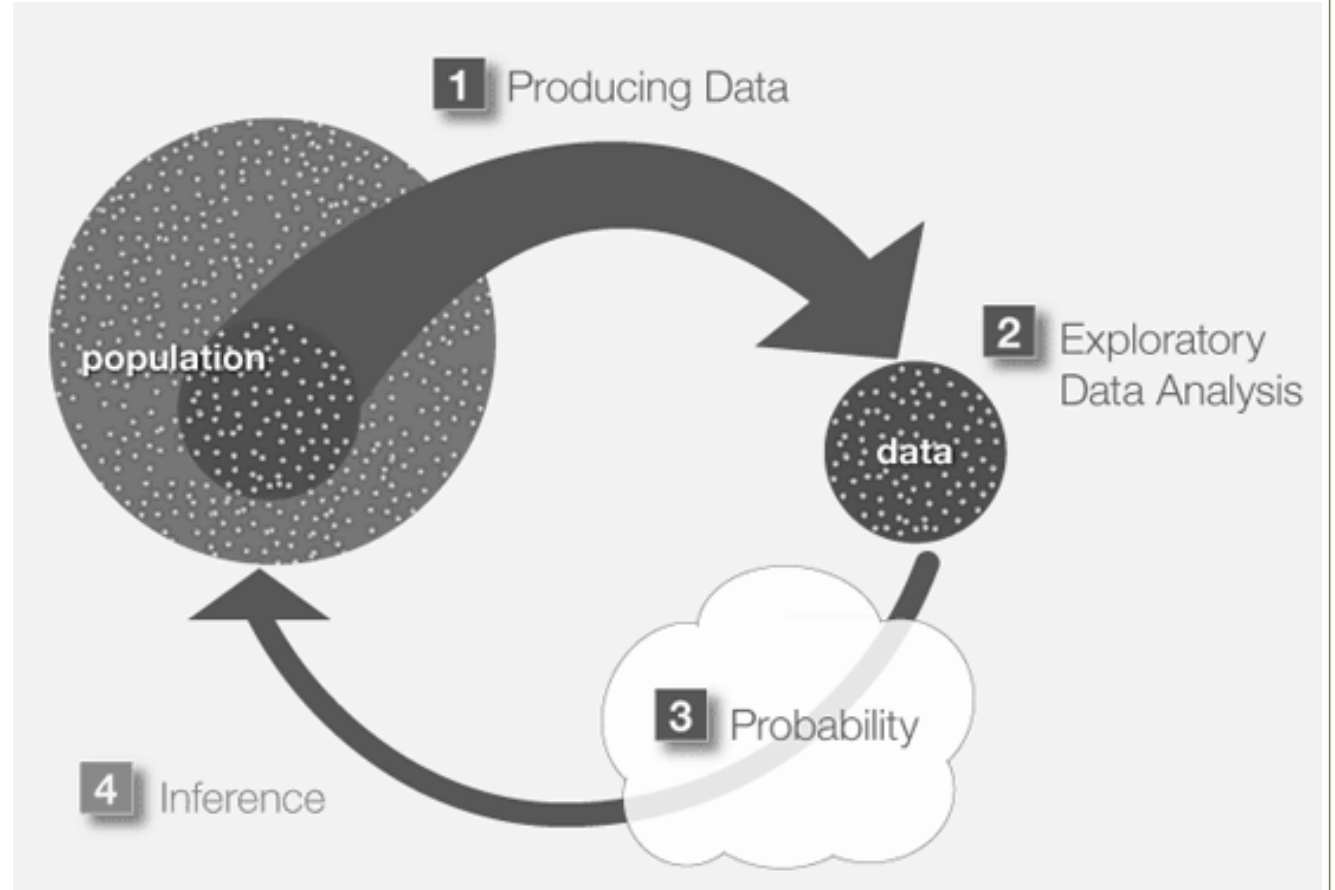 1 Producing Data
population
2 Exploratory
Data Analysis
data
3 Probability
4 Inference